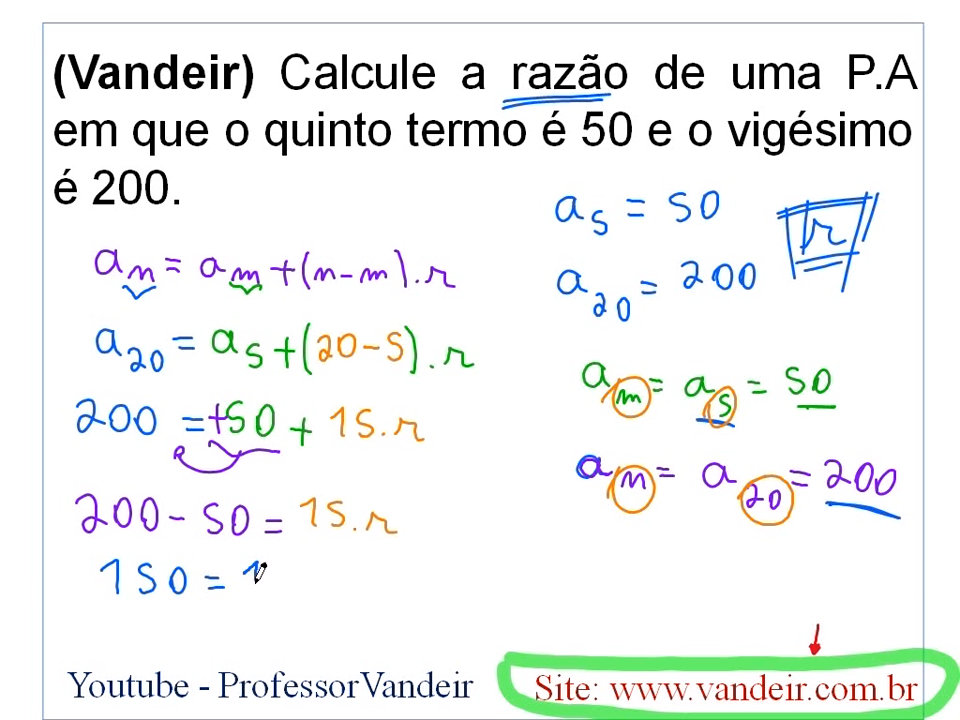 (Vandeir) Calcule a razão de uma P.A
em que o quinto termo é 50 e o vigésimo
é 200.
a₅ = 50
r
a₂₀ = 200
aₙ = aₘ + (n - m) . r
a₂₀ = a₅ + (20 - 5) . r
200 = +50 + 15 . r
200 - 50 = 15 . r
150 = 1
aₘ = a₅ = 50
aₙ = a₂₀ = 200
Youtube - ProfessorVandeir
Site: www.vandeir.com.br